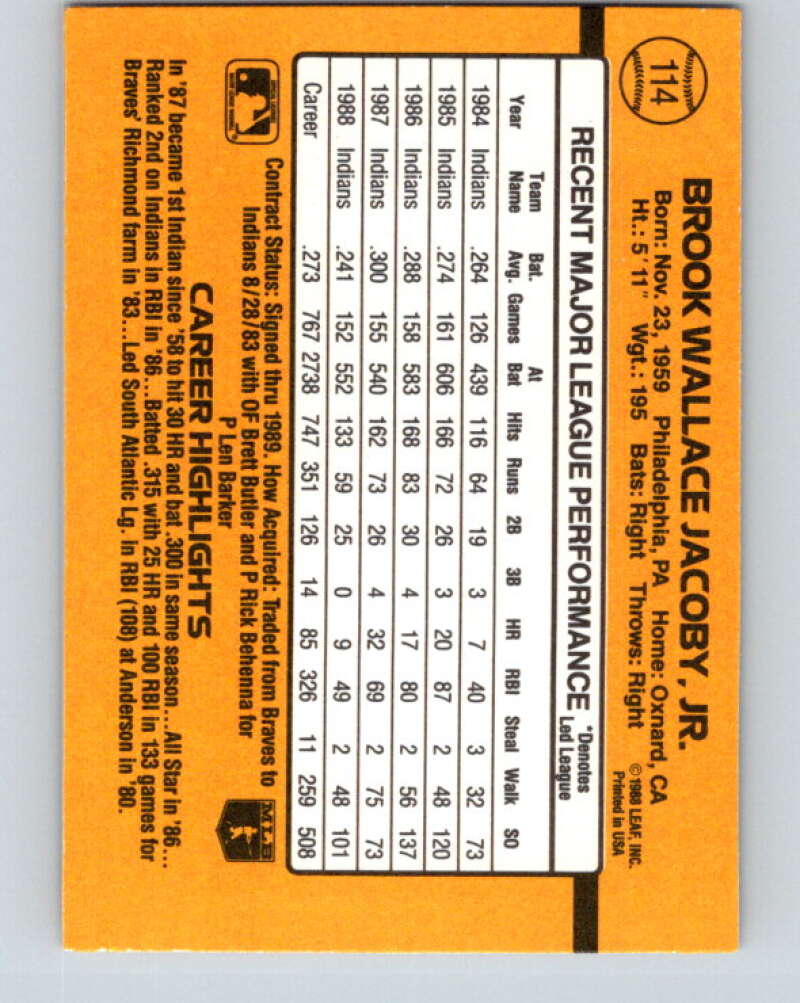 114
BROOK WALLACE JACOBY, JR.
Born: Nov. 23, 1959 Philadelphia, PA Home: Oxnard, CA
Ht.: 5'11" Wgt.: 195 Bats: Right Throws: Right
©1988 LEAF, INC.
Printed in USA
RECENT MAJOR LEAGUE PERFORMANCE *Denotes Led League
Year Team Name Bat. Avg. Games At Bat Hits Runs 2B 3B HR RBI Steal Walk SO
1984 Indians .264 126 439 116 64 19 3 7 40 3 32 73
1985 Indians .274 161 606 166 72 26 3 20 87 2 48 120
1986 Indians .288 158 583 168 83 30 4 17 80 2 56 137
1987 Indians .300 155 540 162 73 26 4 32 69 2 75 73
1988 Indians .241 152 552 133 59 25 0 9 49 2 48 101
Career .273 767 2738 747 351 126 14 85 326 11 259 508
Contract Status: Signed thru 1989. How Acquired: Traded from Braves to
Indians 8/28/83 with OF Brett Butler and P Rick Behenna for
P Len Barker
MLB
CAREER HIGHLIGHTS
In '87 became 1st Indian since '58 to hit 30 HR and bat .300 in same season...All Star in '86...
Ranked 2nd on Indians in RBI in '86...Batted .315 with 25 HR and 100 RBI in 133 games for
Braves' Richmond farm in '83...Led South Atlantic Lg. in RBI (108) at Anderson in '80.